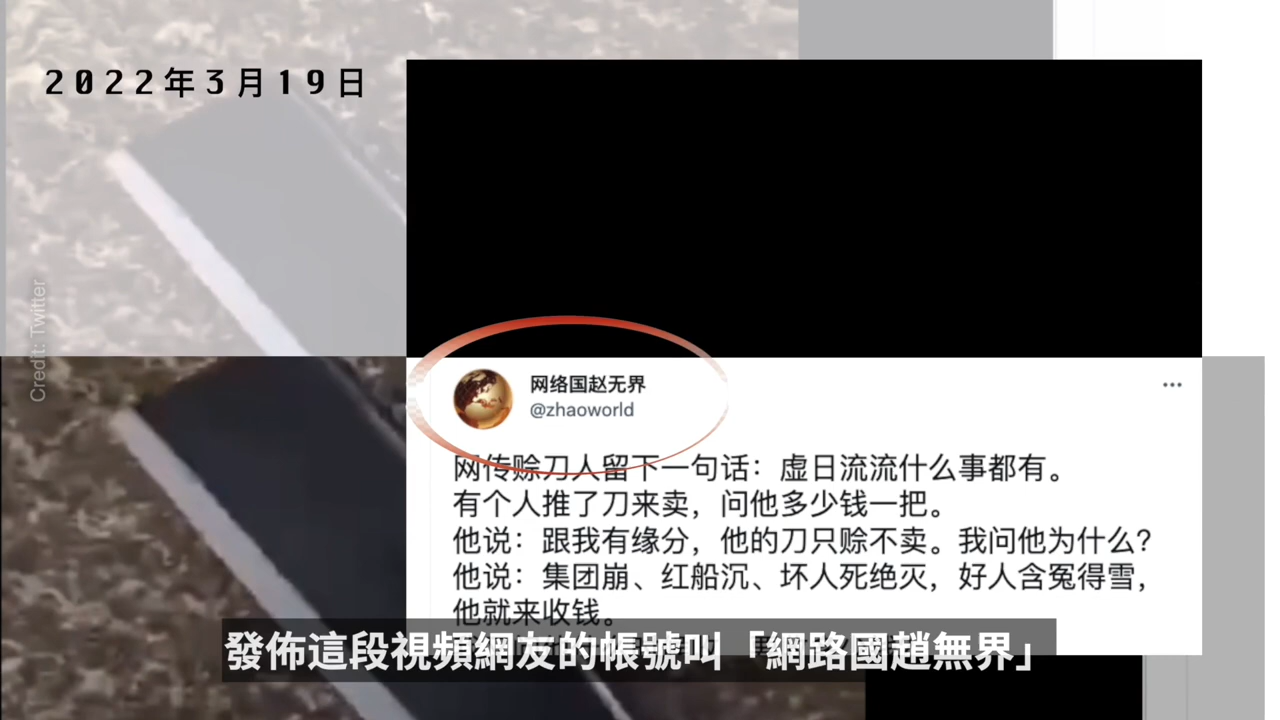 2022年3月19日
Credit: Twitter
网络国赵无界
@zhaoworld
网传赊刀人留下一句话：虚日流流什么事都有。
有个人推了刀来卖，问他多少钱一把。
他说：跟我有缘分，他的刀只赊不卖。我问他为什么？
他说：集团崩、红船沉、坏人死绝灭，好人含冤得雪，
他就来收钱。
發佈這段視頻網友的帳號叫「網路國趙無界」